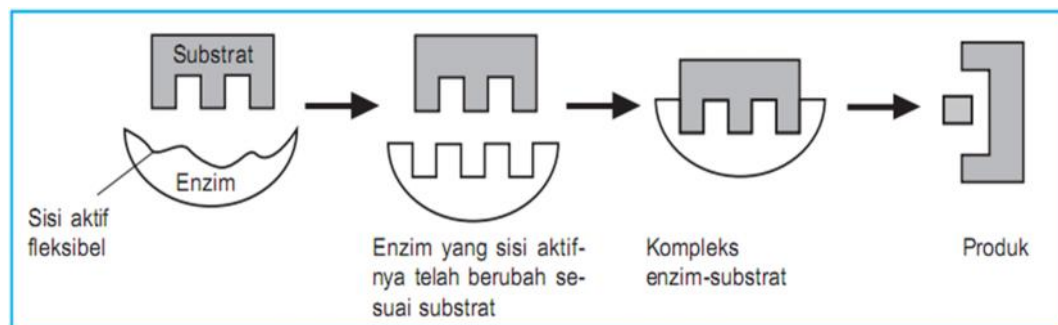 Substrat
Enzim
Sisi aktif
fleksibel
Enzim yang sisi aktif-
nya telah berubah se-
suai substrat
Kompleks
enzim-substrat
Produk